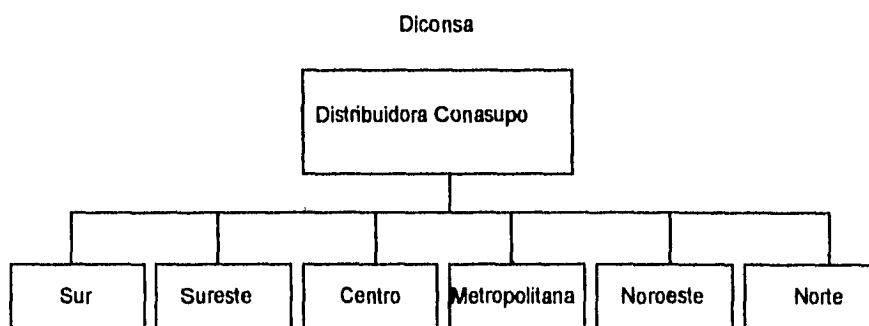 Diconsa
Distribuidora Conasupo
Sur Sureste Centro Metropolitana Noroeste Norte